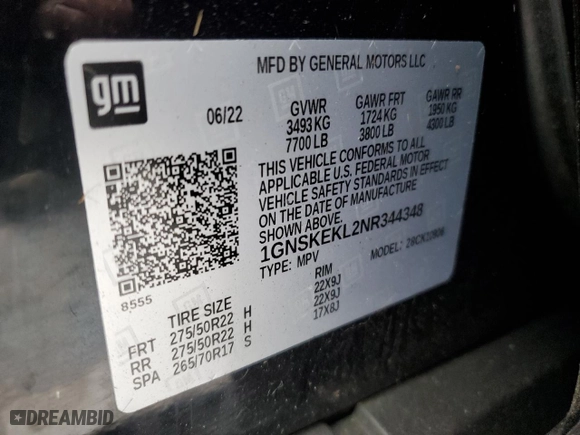 gm
MFD BY GENERAL MOTORS LLC
06/22 GVWR GAWR FRT GAWR RR
3493 KG 1724 KG 1950 KG
7700 LB 3800 LB 4300 LB
THIS VEHICLE CONFORMS TO ALL
APPLICABLE U.S. FEDERAL MOTOR
VEHICLE SAFETY STANDARDS IN EFFECT
ON THE DATE OF MANUFACTURE
SHOWN ABOVE.
1GNSKEKL2NR344348
TYPE: MPV MODEL:
8555
TIRE SIZE RIM
FRT 275/50R22 H 22X9J
RR 275/50R22 H 22X9J
SPA 265/70R17 S 17X8J
DREAMBID